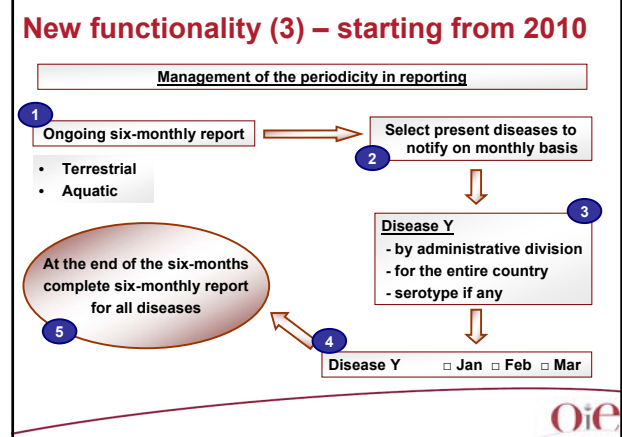 New functionality (3) – starting from 2010
Management of the periodicity in reporting
1
Ongoing six-monthly report
• Terrestrial
• Aquatic
Select present diseases to
notify on monthly basis
2
3
Disease Y
- by administrative division
- for the entire country
- serotype if any
4
Disease Y □ Jan □ Feb □ Mar
At the end of the six-months
complete six-monthly report
for all diseases
5
Oie